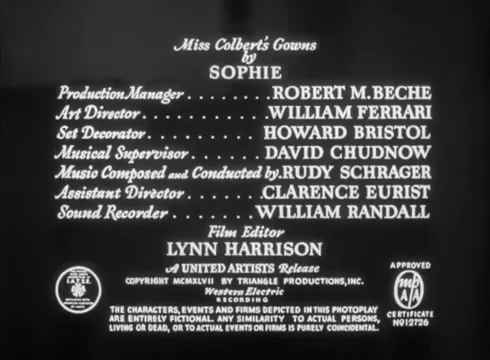 Miss Colbert's Gowns
by
SOPHIE
Production Manager . . . . . . . ROBERT M. BECHE
Art Director . . . . . . . . . . . WILLIAM FERRARI
Set Decorator . . . . . . . . . . HOWARD BRISTOL
Musical Supervisor . . . . . . DAVID CHUDNOW
Music Composed and Conducted by. RUDY SCHRAGER
Assistant Director . . . . . . . CLARENCE EURIST
Sound Recorder . . . . . . . WILLIAM RANDALL
Film Editor
LYNN HARRISON
A UNITED ARTISTS Release
COPYRIGHT MCMXLVII BY TRIANGLE PRODUCTIONS, INC.
Western Electric
RECORDING
THE CHARACTERS, EVENTS AND FIRMS DEPICTED IN THIS PHOTOPLAY
ARE ENTIRELY FICTIONAL. ANY SIMILARITY TO ACTUAL PERSONS,
LIVING OR DEAD, OR TO ACTUAL EVENTS OR FIRMS IS PURELY COINCIDENTAL.
I.A.T.S.E.
APPROVED
MP
AA
CERTIFICATE
No 12726